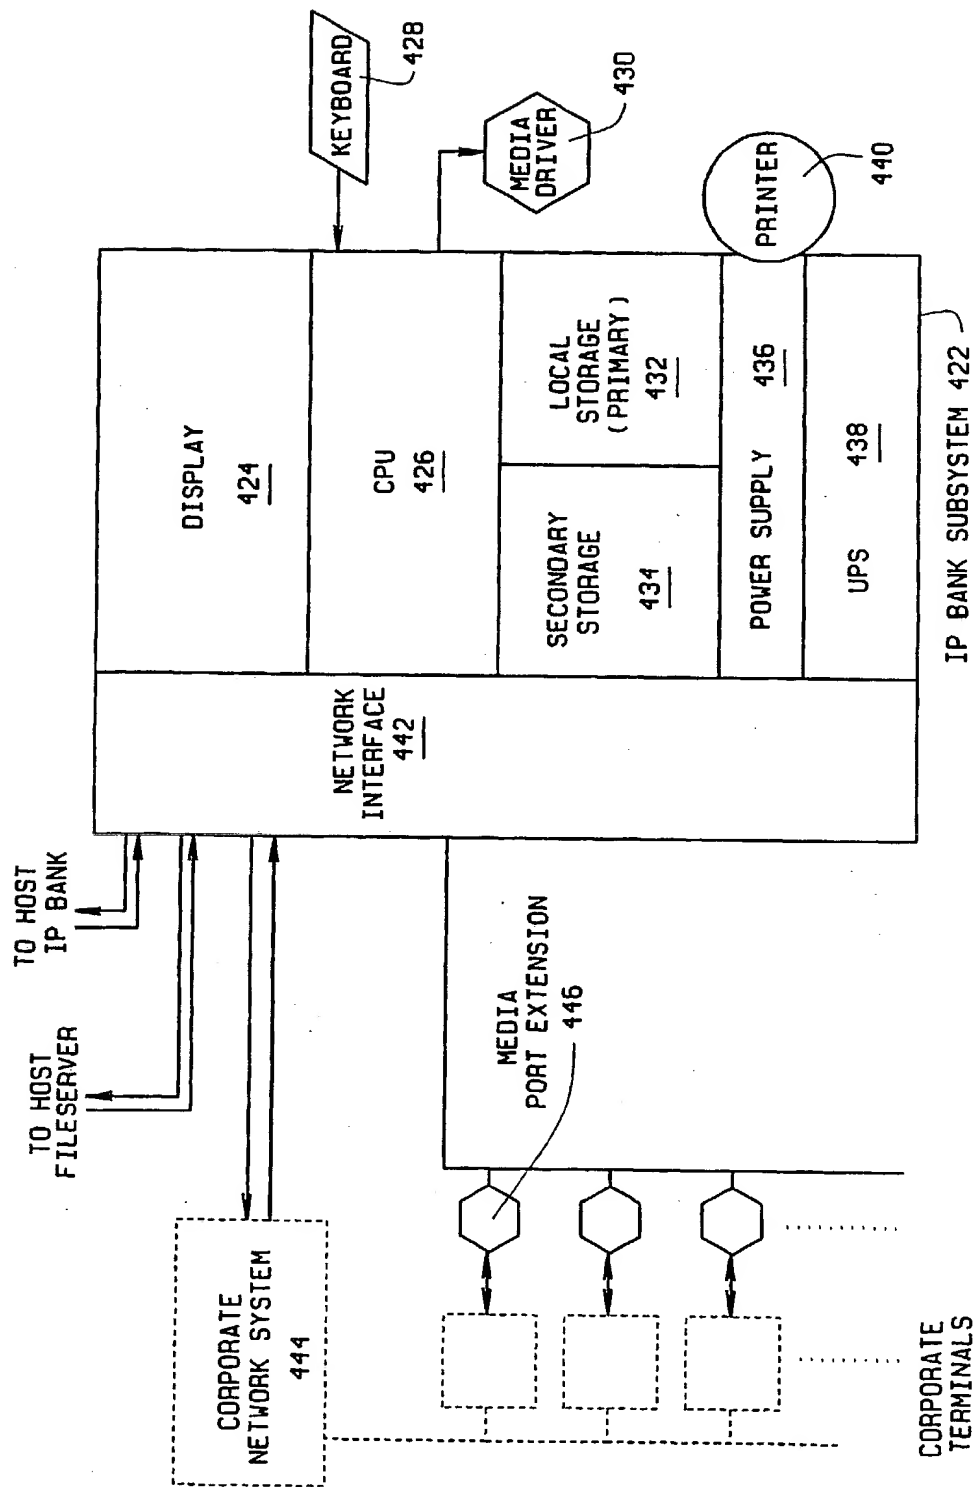 TO HOST
IP BANK
TO HOST
FILESERVER
CORPORATE
NETWORK SYSTEM
444
CORPORATE
TERMINALS
MEDIA
PORT EXTENSION
446
NETWORK
INTERFACE
442
DISPLAY
424
CPU
426
SECONDARY
STORAGE
434
LOCAL
STORAGE
(PRIMARY)
432
POWER SUPPLY 436
UPS 438
KEYBOARD
428
MEDIA
DRIVER
430
PRINTER
440
IP BANK SUBSYSTEM 422